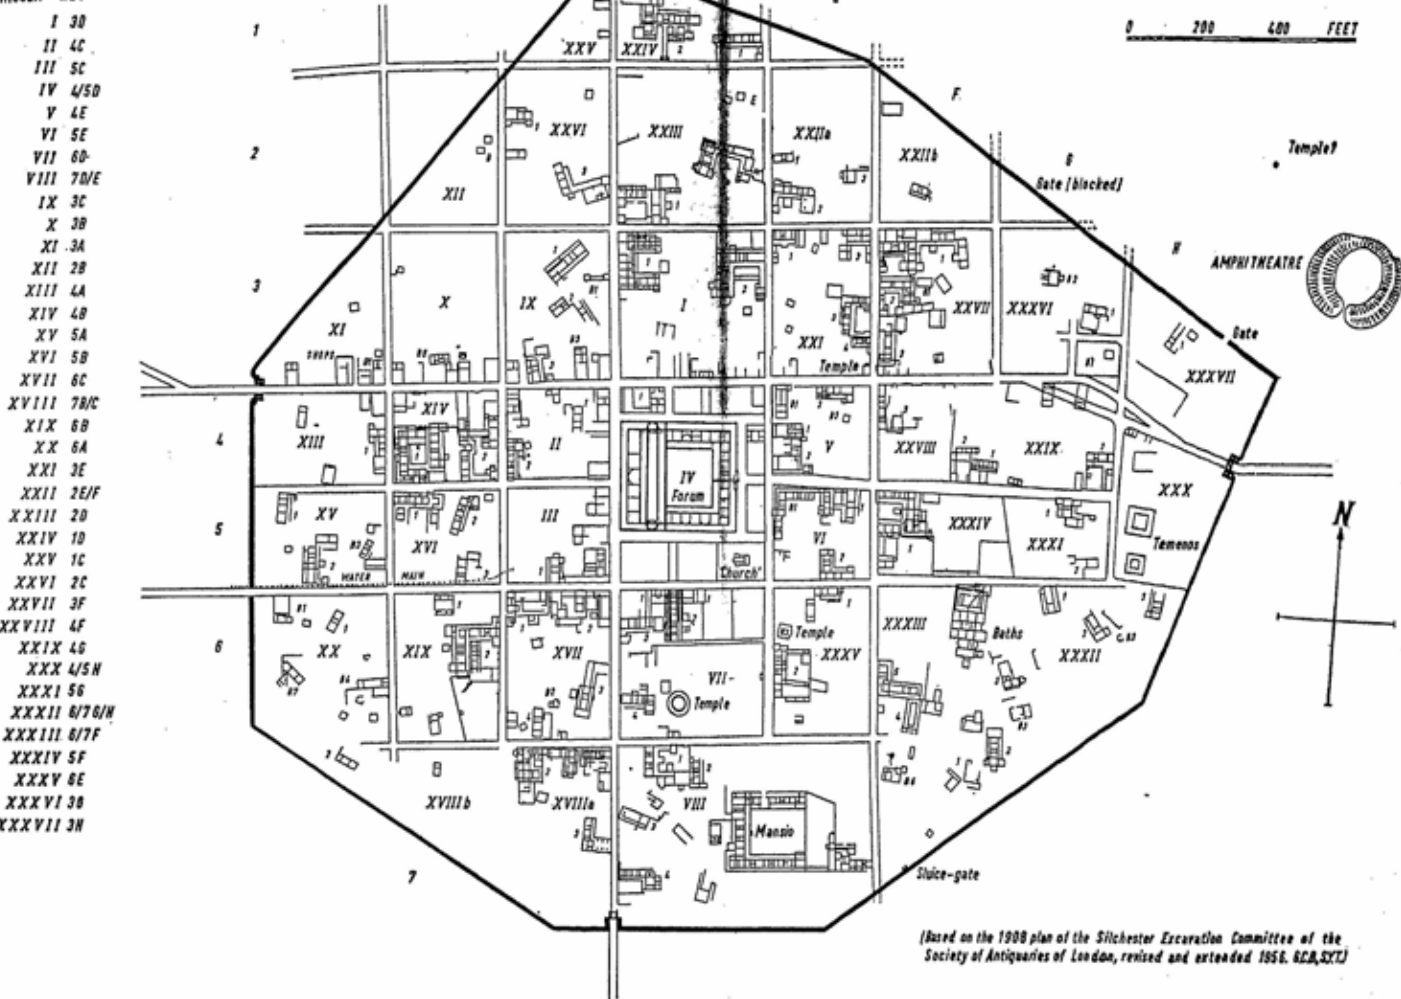 I 3D
II 4C
III 5C
IV 4/5D
V 4E
VI 5E
VII 6D
VIII 7D/E
IX 3C
X 3B
XI 3A
XII 2B
XIII 4A
XIV 4B
XV 5A
XVI 5B
XVII 6C
XVIII 7B/C
XIX 6B
XX 6A
XXI 3E
XXII 2E/F
XXIII 2D
XXIV 1D
XXV 1C
XXVI 2C
XXVII 3F
XXVIII 4F
XXIX 4G
XXX 4/5H
XXXI 5G
XXXII 6/7G/H
XXXIII 6/7F
XXXIV 5F
XXXV 6E
XXXVI 3G
XXXVII 3H
0 200 400 FEET
1
XXV XXIV
E
F
2
XXVI XXIII XXIIa
XXIIb
G
Gate [blocked]
Temple?
XII
H
AMPHITHEATRE
3
X IX I XXVII XXXVI
XI
XXI
Gate
SHOPS
Temple
XXXVII
XIV
4
XIII II V XXVIII XXIX
IV
Forum
XXX
5
XV XVI III VI XXXIV XXXI
N
Temenos
WATER MAIN
'Church'
6
XX XIX XVII XXXV XXXIII XXXII
Temple
Baths
VII
Temple
XVIIIb XVIIIa VIII
Mansio
7
Sluice-gate
(Based on the 1908 plan of the Silchester Excavation Committee of the
Society of Antiquaries of London, revised and extended 1956. G.C.B., S.Y.T.)